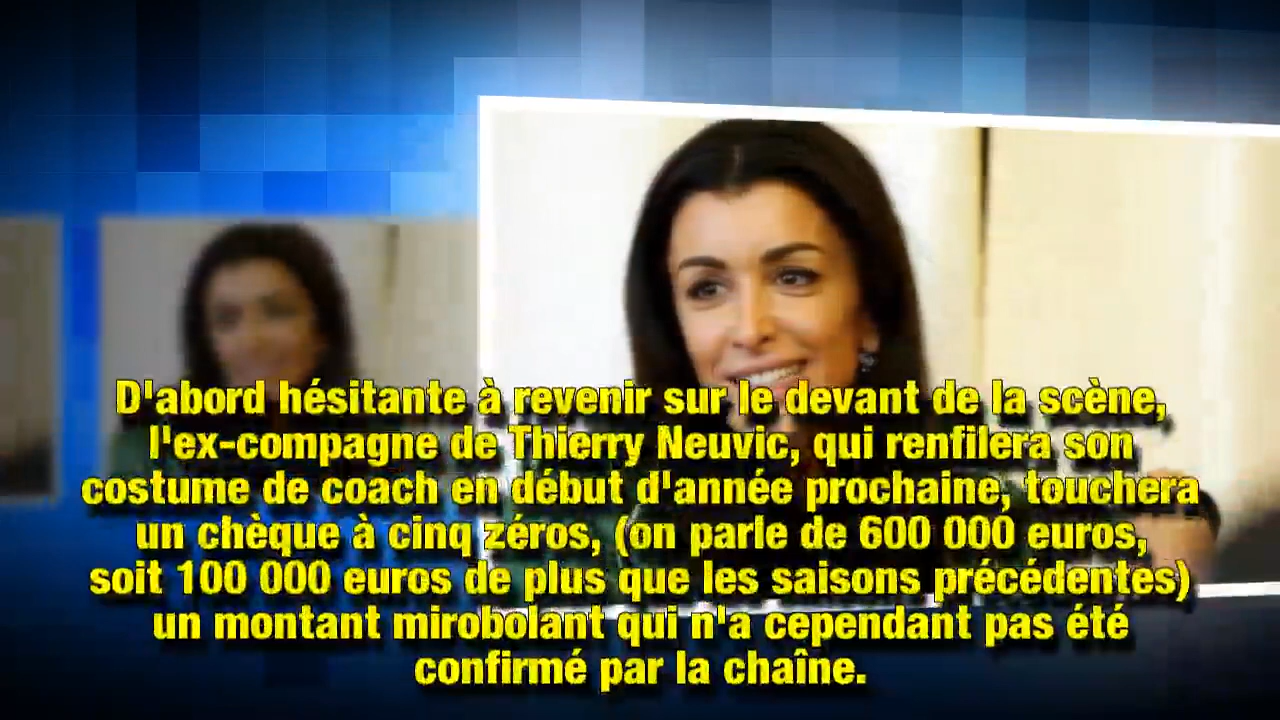 D'abord hésitante à revenir sur le devant de la scène,
l'ex-compagne de Thierry Neuvic, qui renfilera son
costume de coach en début d'année prochaine, touchera
un chèque à cinq zéros, (on parle de 600 000 euros,
soit 100 000 euros de plus que les saisons précédentes)
un montant mirobolant qui n'a cependant pas été
confirmé par la chaîne.